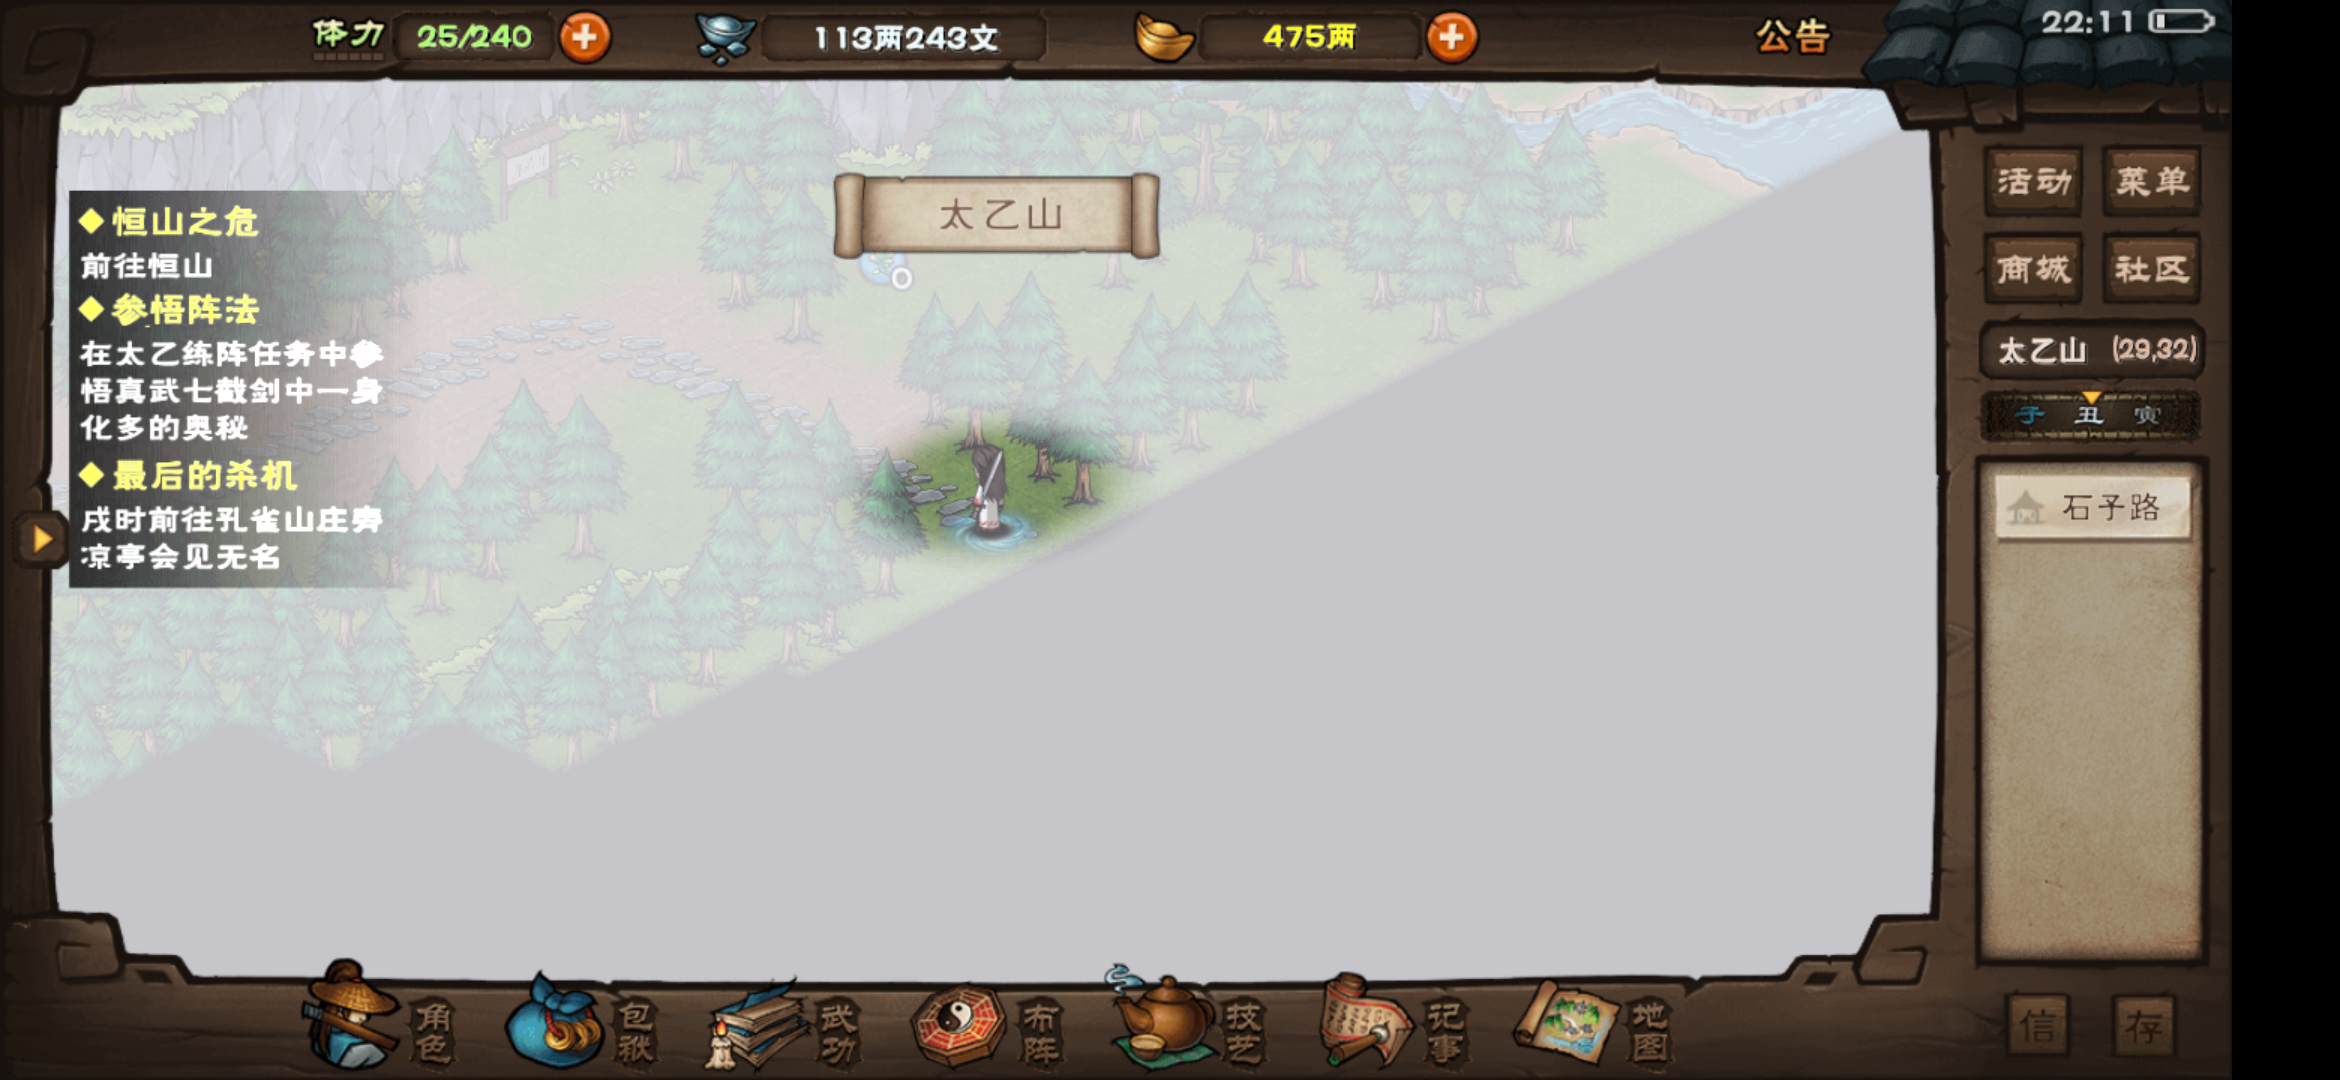 体力 25/240
113两243文
475两
公告
22:11
太乙山
◆恒山之危
前往恒山
◆参悟阵法
在太乙练阵任务中参
悟真武七截剑中一身
化多的奥秘
◆最后的杀机
戌时前往孔雀山庄旁
凉亭会见无名
活动 菜单
商城 社区
太乙山 (29,32)
子 丑 寅
石子路
角色
包袱
武功
布阵
技艺
记事
地图
信 存